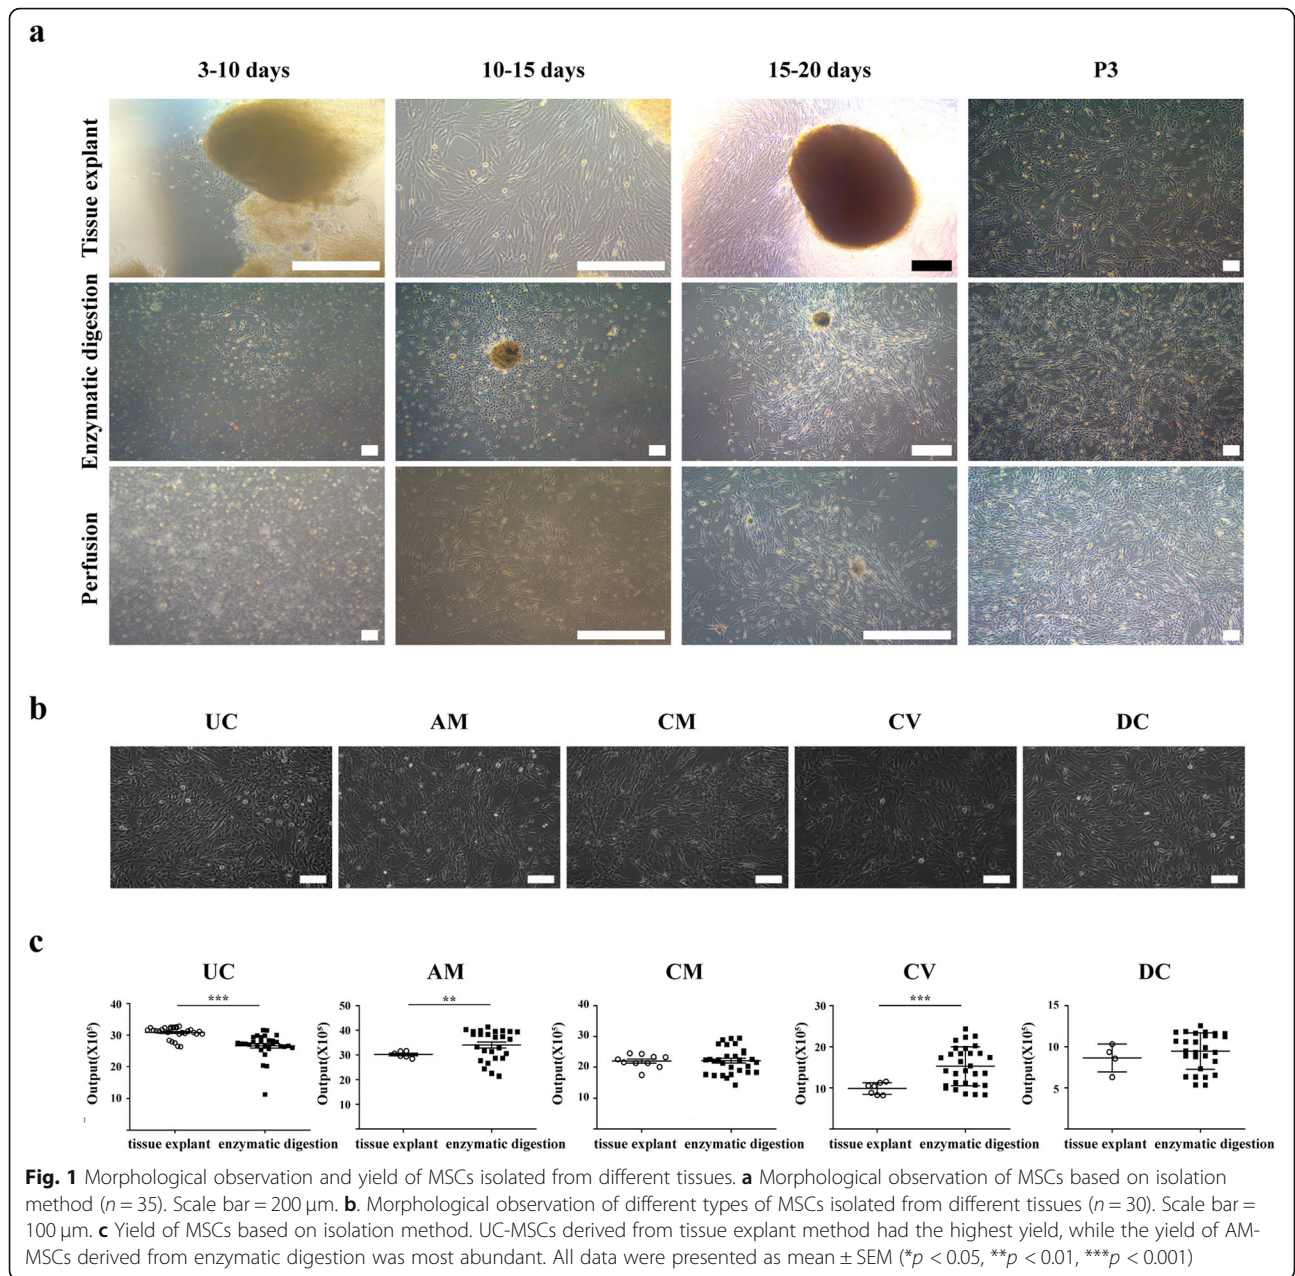 a
3-10 days 10-15 days 15-20 days P3
Tissue explant
Enzymatic digestion
Perfusion
b
UC AM CM CV DC
c
UC AM CM CV DC
*** ** ***
Output(X10⁵) 40 30 20 10
tissue explant enzymatic digestion
Output(X10⁵) 50 40 30 20 10
tissue explant enzymatic digestion
Output(X10⁵) 40 30 20 10
tissue explant enzymatic digestion
Output(X10⁵) 30 20 10 0
tissue explant enzymatic digestion
Output(X10⁵) 15 10 5
tissue explant enzymatic digestion
Fig. 1 Morphological observation and yield of MSCs isolated from different tissues. a Morphological observation of MSCs based on isolation
method (n = 35). Scale bar = 200 μm. b. Morphological observation of different types of MSCs isolated from different tissues (n = 30). Scale bar =
100 μm. c Yield of MSCs based on isolation method. UC-MSCs derived from tissue explant method had the highest yield, while the yield of AM-
MSCs derived from enzymatic digestion was most abundant. All data were presented as mean ± SEM (*p < 0.05, **p < 0.01, ***p < 0.001)